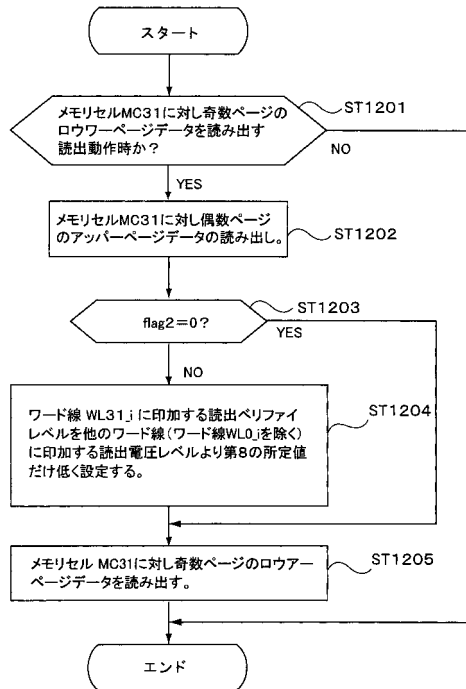 スタート
メモリセルMC31に対し奇数ページの
ロウワーページデータを読み出す
読出動作時か？
ST1201
NO
YES
メモリセルMC31に対し偶数ページ
のアッパーページデータの読み出し。
ST1202
flag2=0?
ST1203
YES
NO
ワード線 WL31_iに印加する読出ベリファイ
レベルを他のワード線(ワード線WL0_iを除く)
に印加する読出電圧レベルより第8の所定値
だけ低く設定する。
ST1204
メモリセル MC31に対し奇数ページのロウアー
ページデータを読み出す。
ST1205
エンド